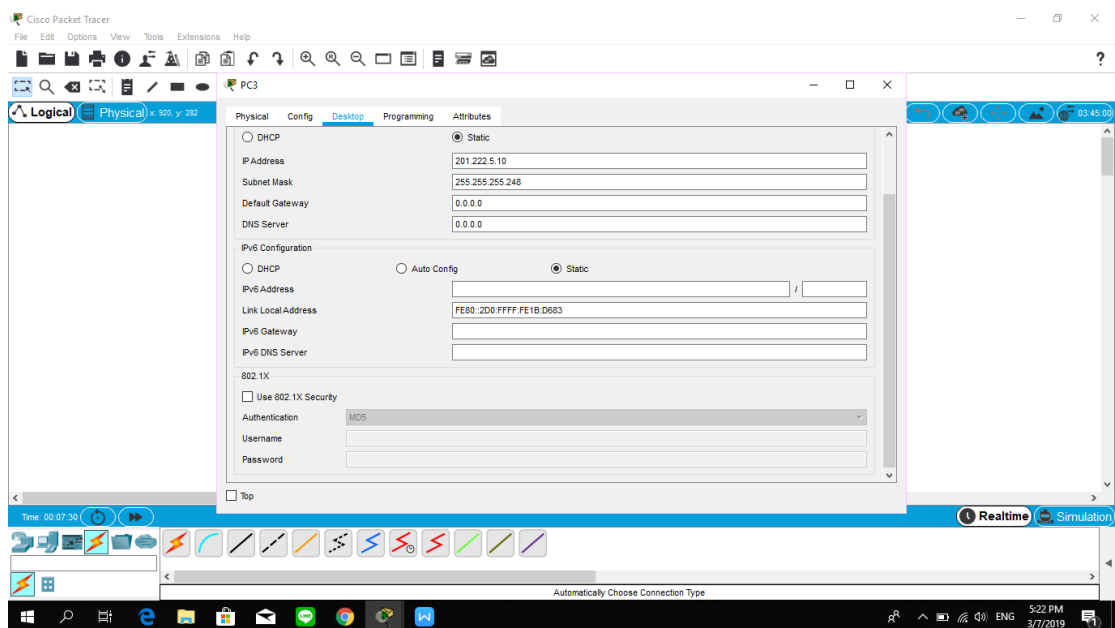 Cisco Packet Tracer
File Edit Options View Tools Extensions Help
?
PC3
Logical Physical x: 920, y: 282
03:45:00
Physical Config Desktop Programming Attributes
DHCP Static
IP Address 201.222.5.10
Subnet Mask 255.255.255.248
Default Gateway 0.0.0.0
DNS Server 0.0.0.0
IPv6 Configuration
DHCP Auto Config Static
IPv6 Address /
Link Local Address FE80::2D0:FFFF:FE1B:D683
IPv6 Gateway
IPv6 DNS Server
802.1X
Use 802.1X Security
Authentication MD5
Username
Password
Top
Time: 00:07:30 Realtime Simulation
Automatically Choose Connection Type
LINE W ENG 5:22 PM
3/7/2019